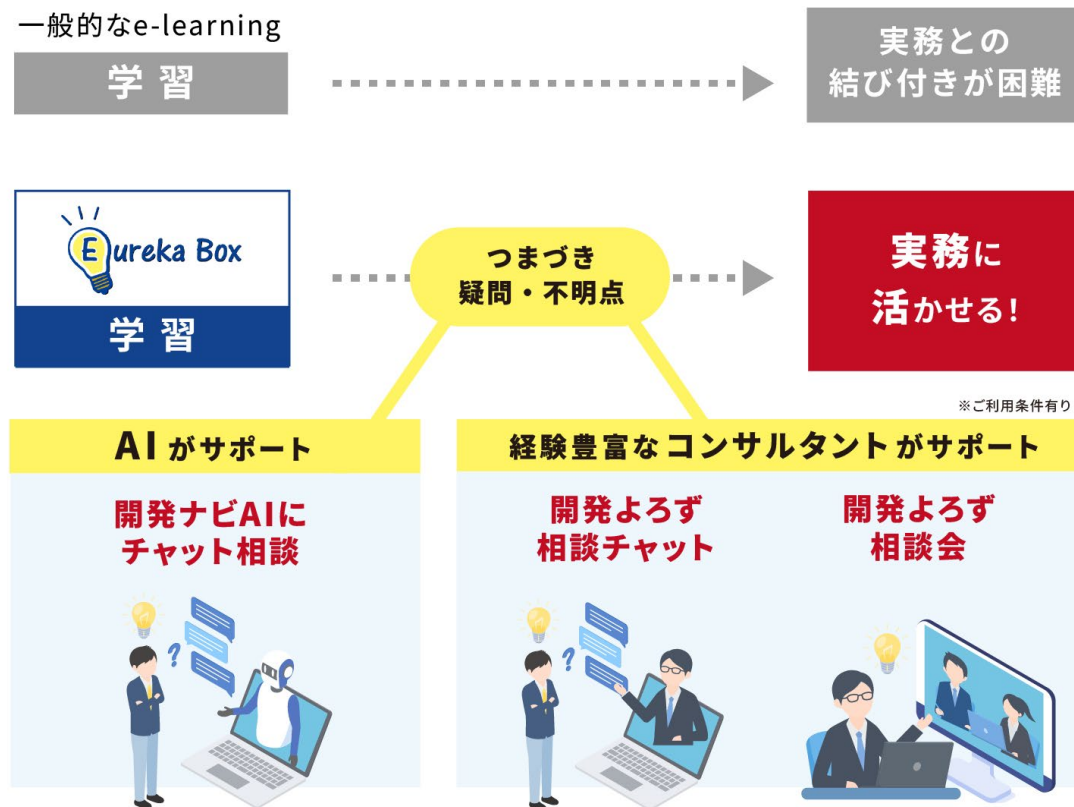 一般的なe-learning
学習
実務との
結び付きが困難
Eureka Box
学習
つまづき
疑問・不明点
実務に
活かせる!
※ご利用条件有り
AIがサポート
開発ナビAIに
チャット相談
?
経験豊富なコンサルタントがサポート
開発よろず
相談チャット
?
開発よろず
相談会